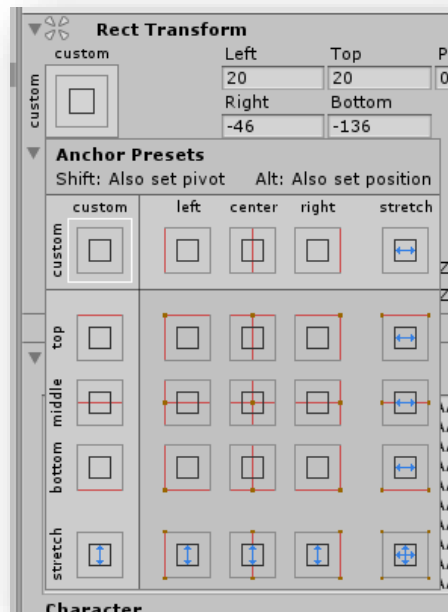 Rect Transform
custom
Left Top P
custom
20 20 0
Right Bottom
-46 -136
Anchor Presets
Shift: Also set pivot Alt: Also set position
custom left center right stretch
custom
top
middle
bottom
stretch
Character